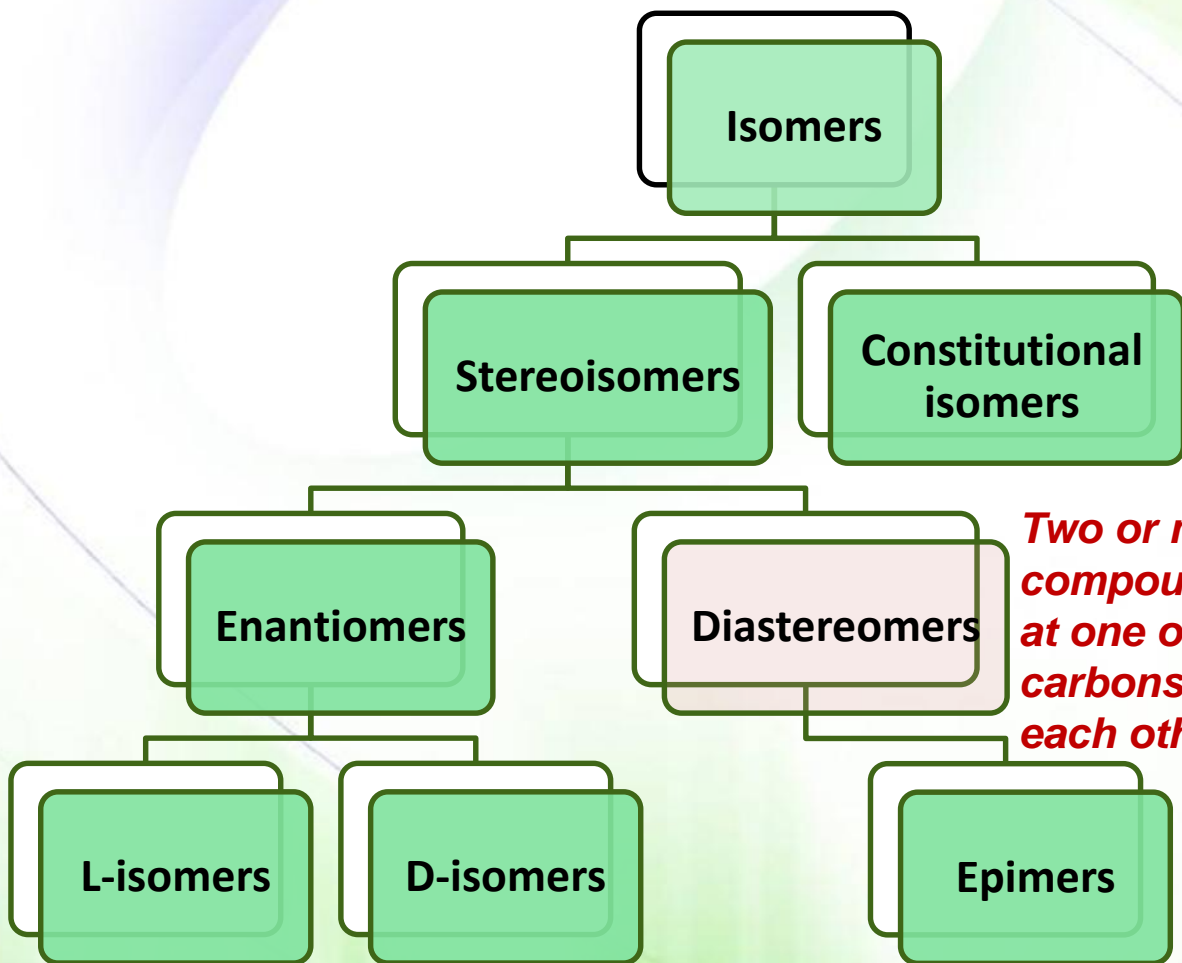 Isomers
Stereoisomers
Constitutional
isomers
Enantiomers
Diastereomers
Two or
compou
at one o
carbons
each oth
L-isomers
D-isomers
Epimers